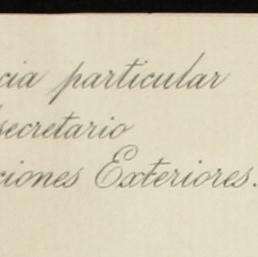 cia particular
secretario
ciones Exteriores.